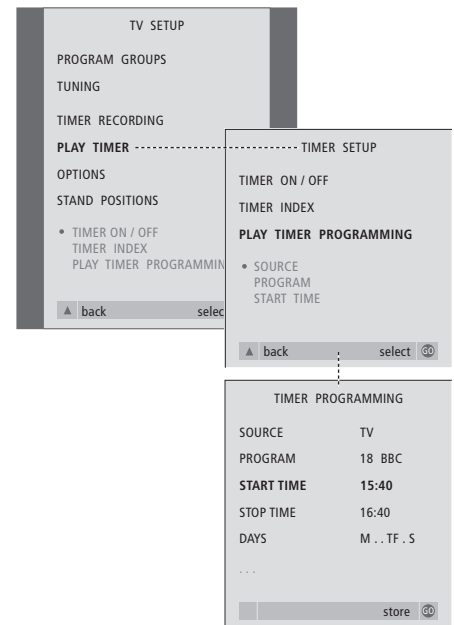 TV SETUP
PROGRAM GROUPS
TUNING
TIMER RECORDING
PLAY TIMER
OPTIONS
STAND POSITIONS
• TIMER ON / OFF
TIMER INDEX
PLAY TIMER PROGRAMMIN
▲ back selec
TIMER SETUP
TIMER ON / OFF
TIMER INDEX
PLAY TIMER PROGRAMMING
• SOURCE
PROGRAM
START TIME
▲ back select GO
TIMER PROGRAMMING
SOURCE TV
PROGRAM 18 BBC
START TIME 15:40
STOP TIME 16:40
DAYS M . . TF . S
. . .
store GO